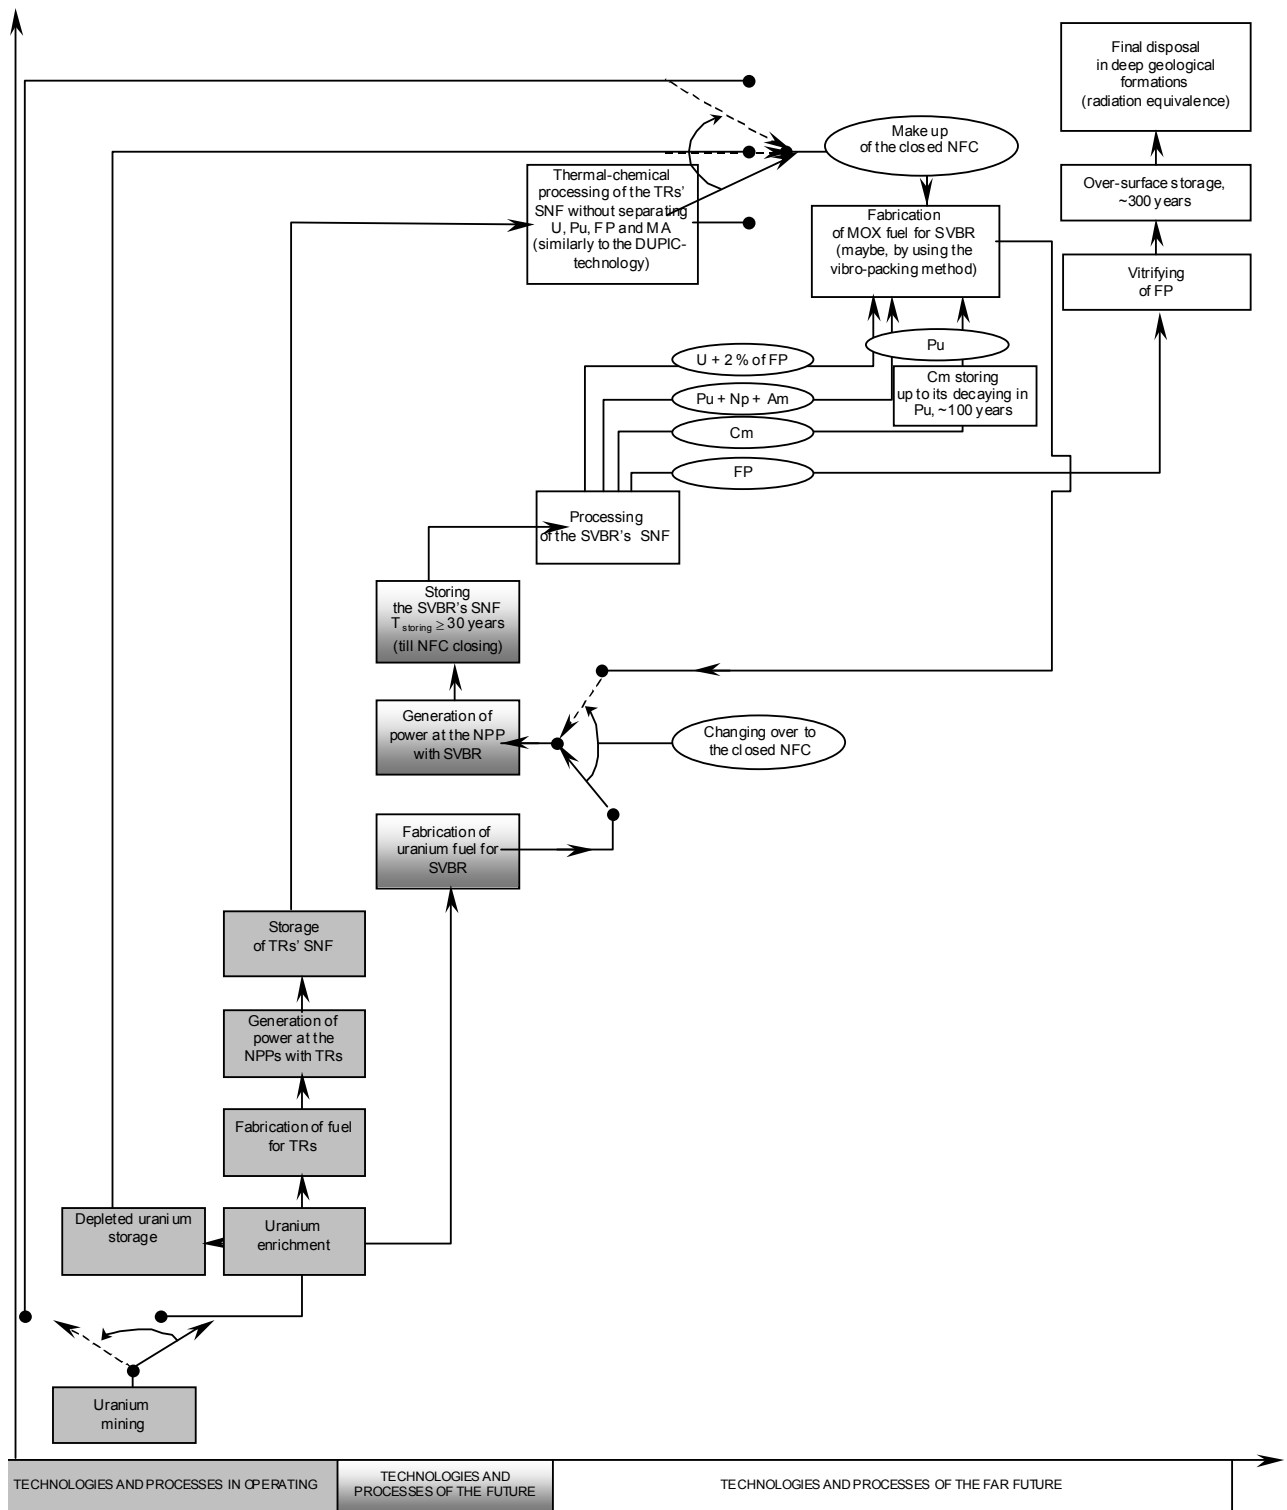 Final disposal
in deep geological
formations
(radiation equivalence)
Make up
of the closed NFC
Thermal-chemical
processing of the TRs'
SNF without separating
U, Pu, FP and MA
(similarly to the DUPIC-
technology)
Over-surface storage,
~300 years
Fabrication
of MOX fuel for SVBR
(maybe, by using the
vibro-packing method)
Vitrifying
of FP
Pu
U + 2 % of FP
Cm storing
up to its decaying in
Pu, ~100 years
Pu + Np + Am
Cm
FP
Processing
of the SVBR's SNF
Storing
the SVBR's SNF
T storing ≥ 30 years
(till NFC closing)
Generation of
power at the NPP
with SVBR
Changing over to
the closed NFC
Fabrication of
uranium fuel for
SVBR
Storage
of TRs' SNF
Generation of
power at the
NPPs with TRs
Fabrication of fuel
for TRs
Depleted uranium
storage
Uranium
enrichment
Uranium
mining
TECHNOLOGIES AND PROCESSES IN OPERATING
TECHNOLOGIES AND
PROCESSES OF THE FUTURE
TECHNOLOGIES AND PROCESSES OF THE FAR FUTURE